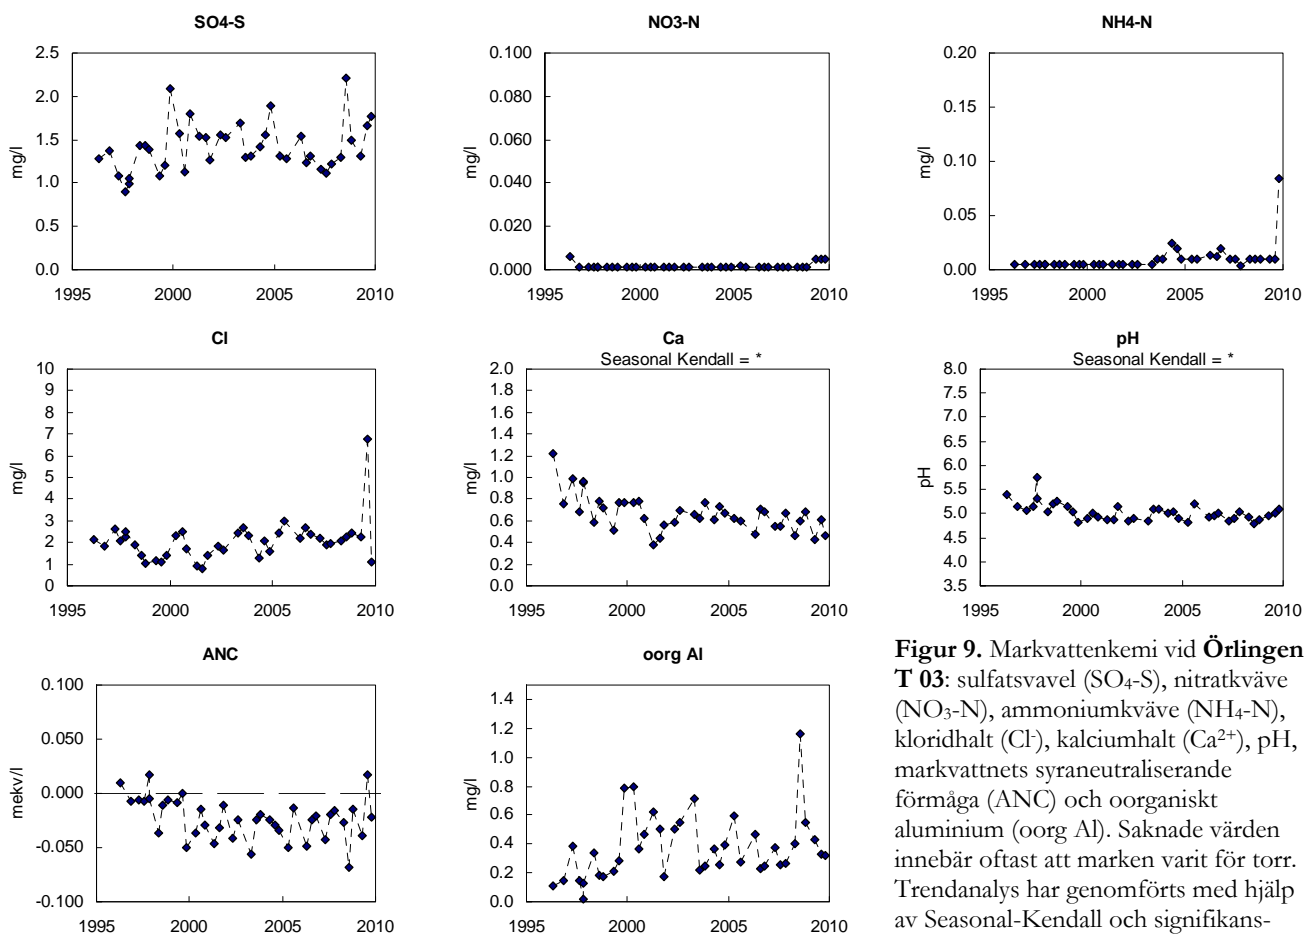 SO4-S
2.5
2.0
1.5
1.0
0.5
0.0
mg/l
1995 2000 2005 2010
NO3-N
0.100
0.080
0.060
0.040
0.020
0.000
mg/l
1995 2000 2005 2010
NH4-N
0.20
0.15
0.10
0.05
0.00
mg/l
1995 2000 2005 2010
Cl
10
9
8
7
6
5
4
3
2
1
0
mg/l
1995 2000 2005 2010
Ca
Seasonal Kendall = *
2.0
1.8
1.6
1.4
1.2
1.0
0.8
0.6
0.4
0.2
0.0
mg/l
1995 2000 2005 2010
pH
Seasonal Kendall = *
8.0
7.5
7.0
6.5
6.0
5.5
5.0
4.5
4.0
3.5
pH
1995 2000 2005 2010
ANC
0.100
0.050
0.000
-0.050
-0.100
mekv/l
1995 2000 2005 2010
oorg Al
1.4
1.2
1.0
0.8
0.6
0.4
0.2
0.0
mg/l
1995 2000 2005 2010
Figur 9. Markvattenkemi vid Örlingen
T 03: sulfatsvavel (SO₄-S), nitratkväve
(NO₃-N), ammoniumkväve (NH₄-N),
kloridhalt (Cl⁻), kalciumhalt (Ca²⁺), pH,
markvattnets syraneutraliserande
förmåga (ANC) och oorganiskt
aluminium (oorg Al). Saknade värden
innebär oftast att marken varit för torr.
Trendanalys har genomförts med hjälp
av Seasonal-Kendall och signifikans-